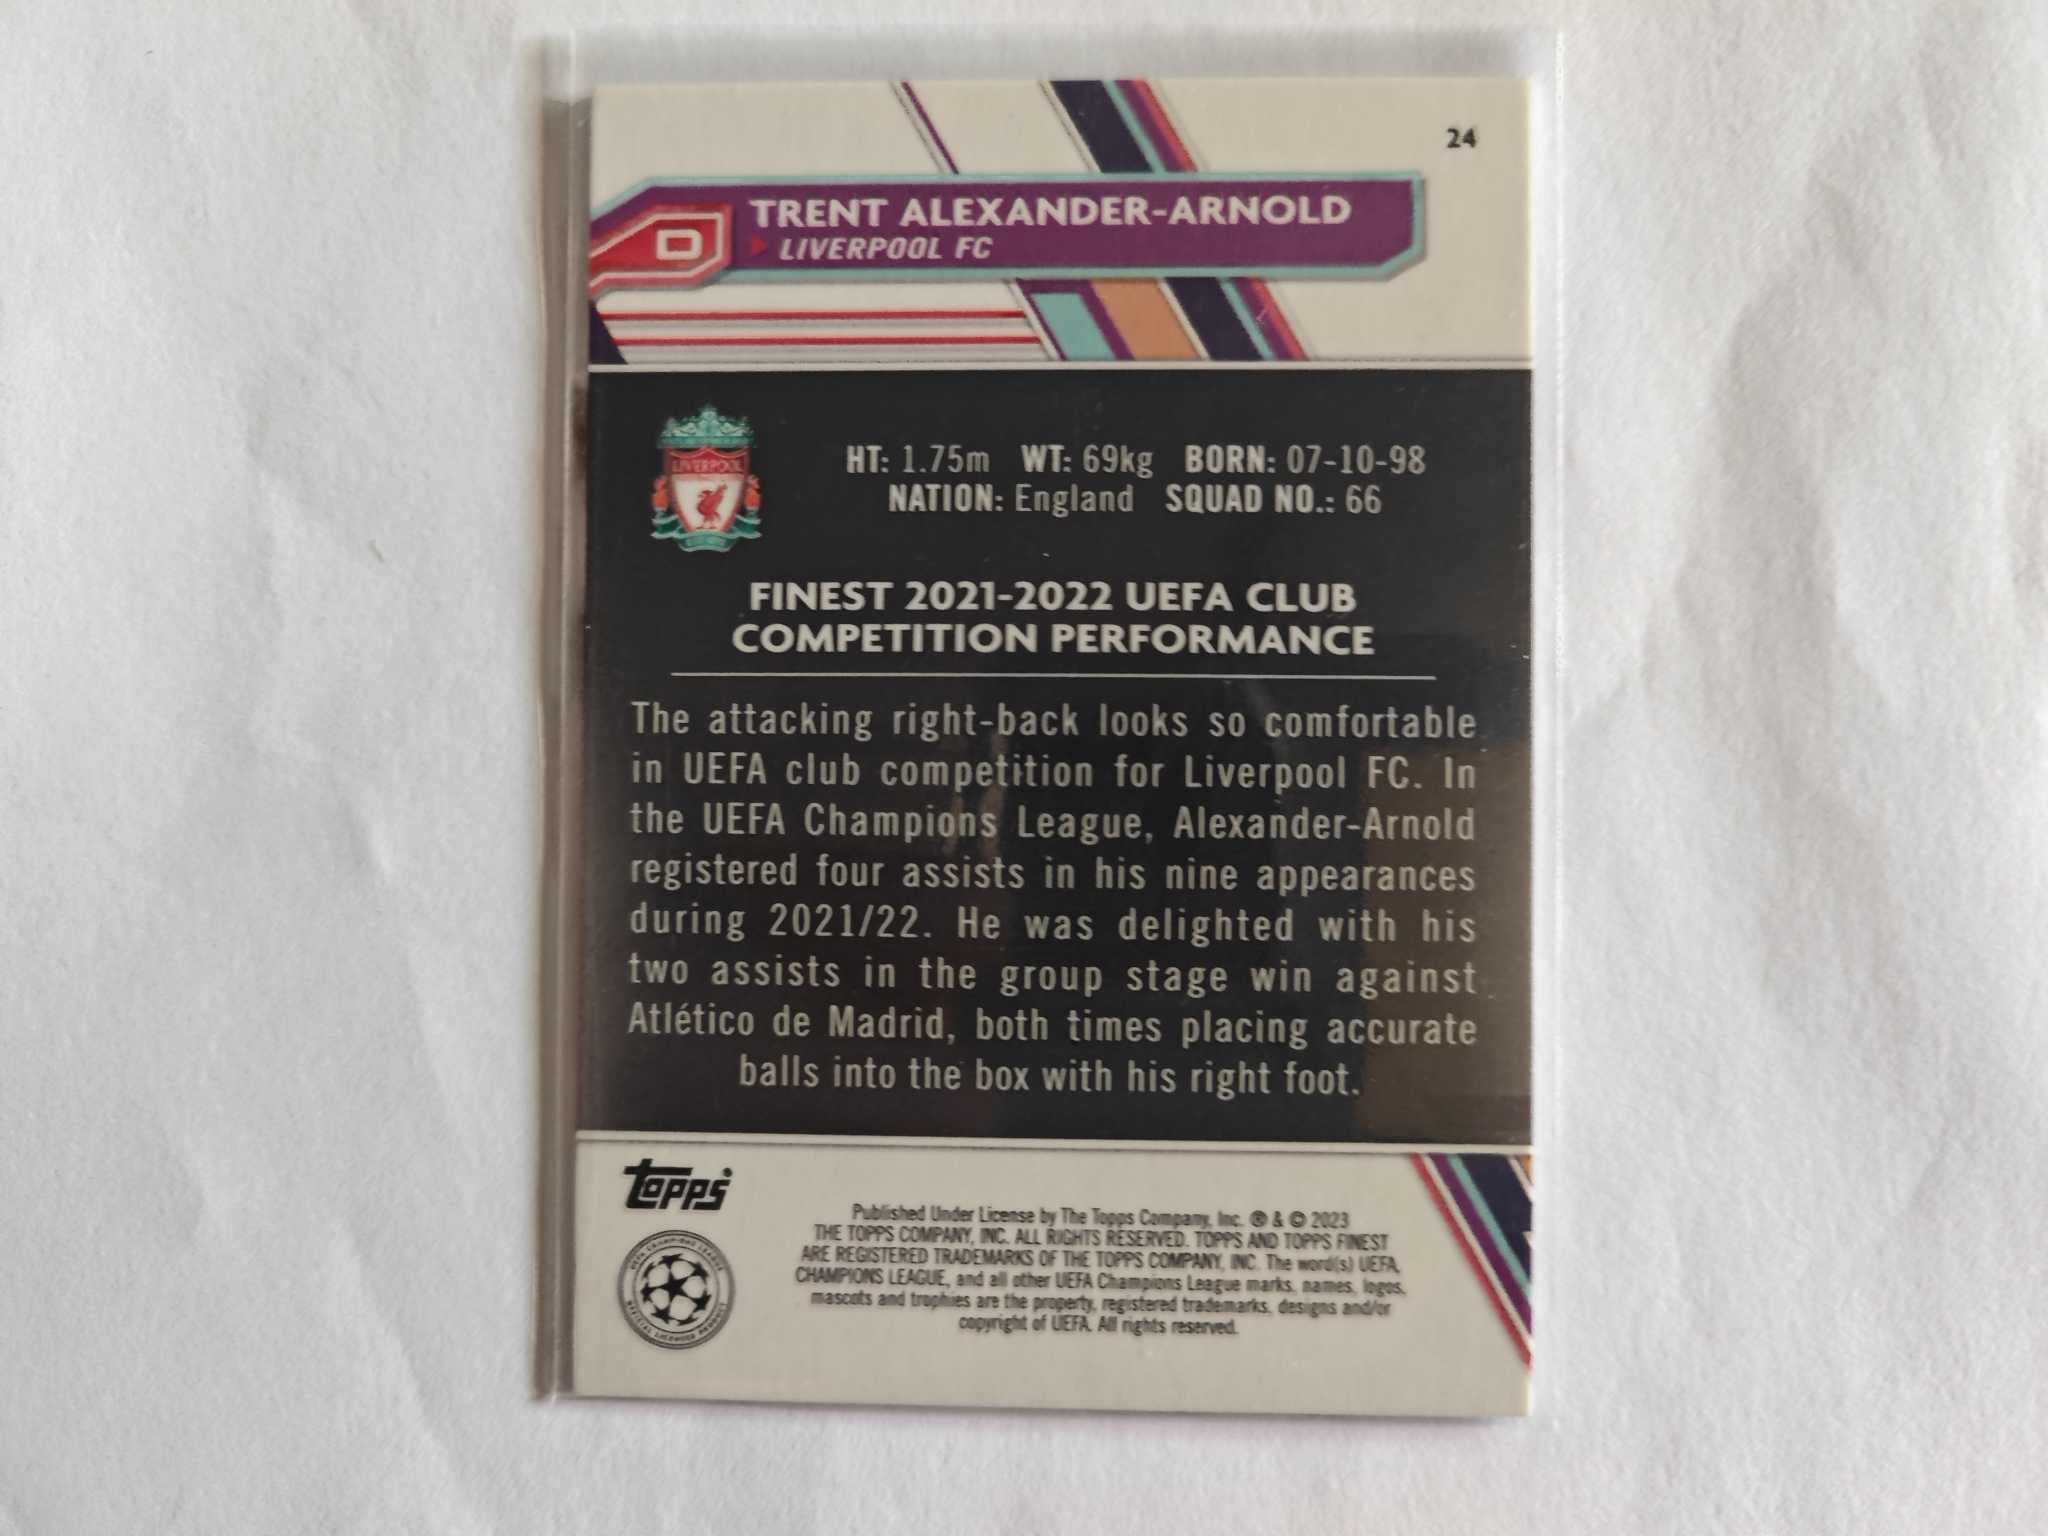 24
TRENT ALEXANDER-ARNOLD
D
LIVERPOOL FC
LIVERPOOL
HT: 1.75m WT: 69kg BORN: 07-10-98
NATION: England SQUAD NO.: 66
FINEST 2021-2022 UEFA CLUB
COMPETITION PERFORMANCE
The attacking right-back looks so comfortable
in UEFA club competition for Liverpool FC. In
the UEFA Champions League, Alexander-Arnold
registered four assists in his nine appearances
during 2021/22. He was delighted with his
two assists in the group stage win against
Atlético de Madrid, both times placing accurate
balls into the box with his right foot.
Topps
UEFA CHAMPIONS LEAGUE
OFFICIAL LICENSED PRODUCT
Published Under License by The Topps Company, Inc. ® & © 2023
THE TOPPS COMPANY, INC. ALL RIGHTS RESERVED. TOPPS AND TOPPS FINEST
ARE REGISTERED TRADEMARKS OF THE TOPPS COMPANY, INC. The word(s) UEFA,
CHAMPIONS LEAGUE, and all other UEFA Champions League marks, names, logos,
mascots and trophies are the property, registered trademarks, designs and/or
copyright of UEFA. All rights reserved.